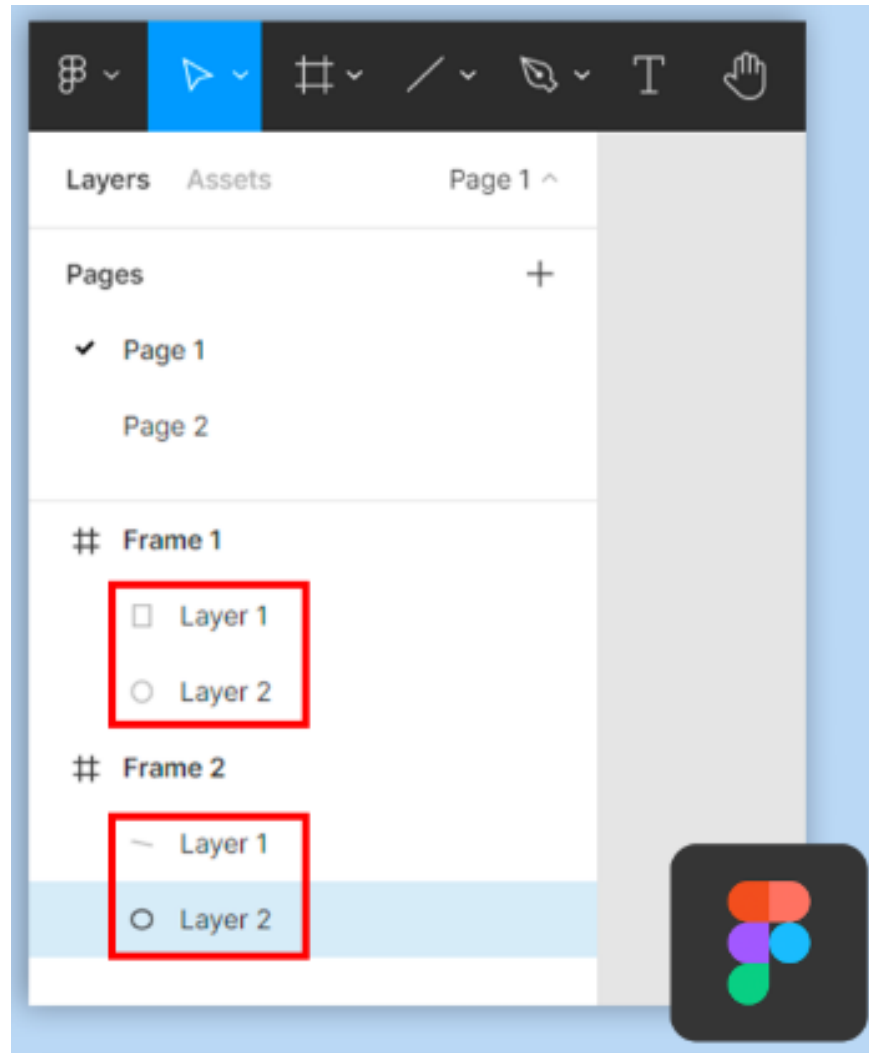 T
Layers Assets Page 1
Pages
Page 1
Page 2
Frame 1
Layer 1
Layer 2
Frame 2
Layer 1
Layer 2